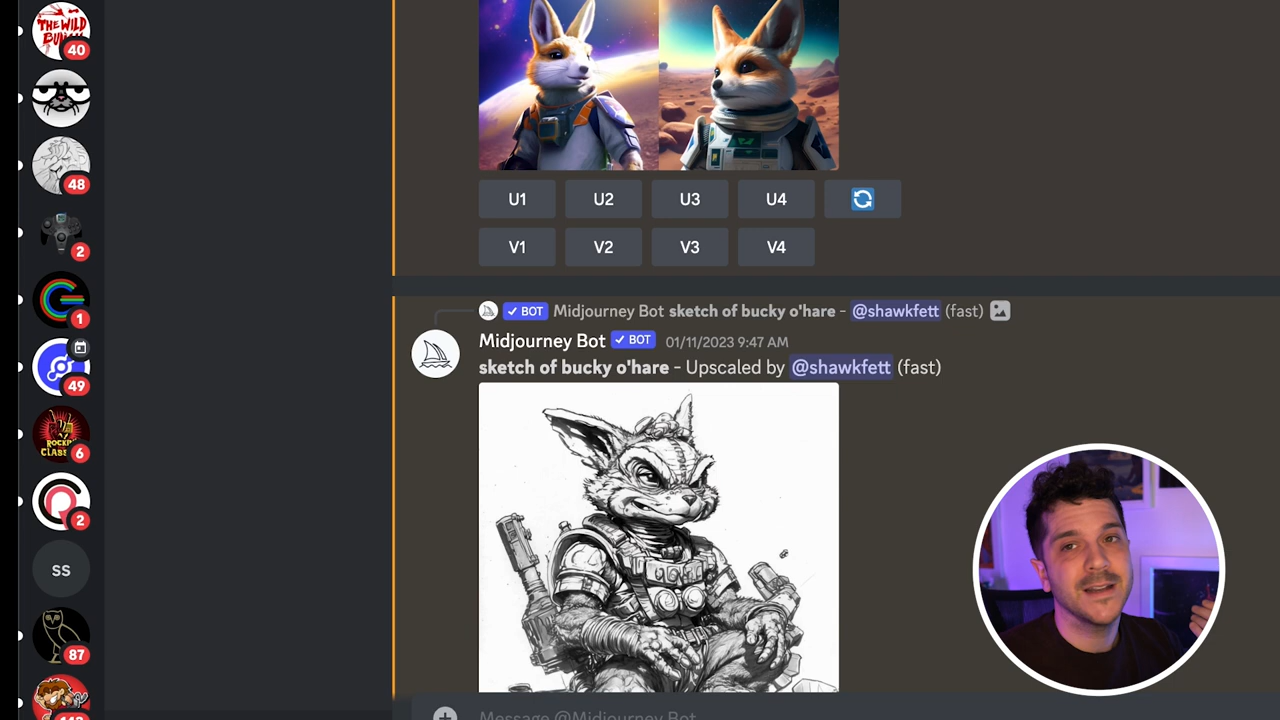 THE WILD
40
48
2
1
49
ROCKIN
CLASS
6
2
SS
87
U1 U2 U3 U4
V1 V2 V3 V4
BOT Midjourney Bot sketch of bucky o'hare - @shawkfett (fast)
Midjourney Bot BOT 01/11/2023 9:47 AM
sketch of bucky o'hare - Upscaled by @shawkfett (fast)
Message @Midjourney Bot